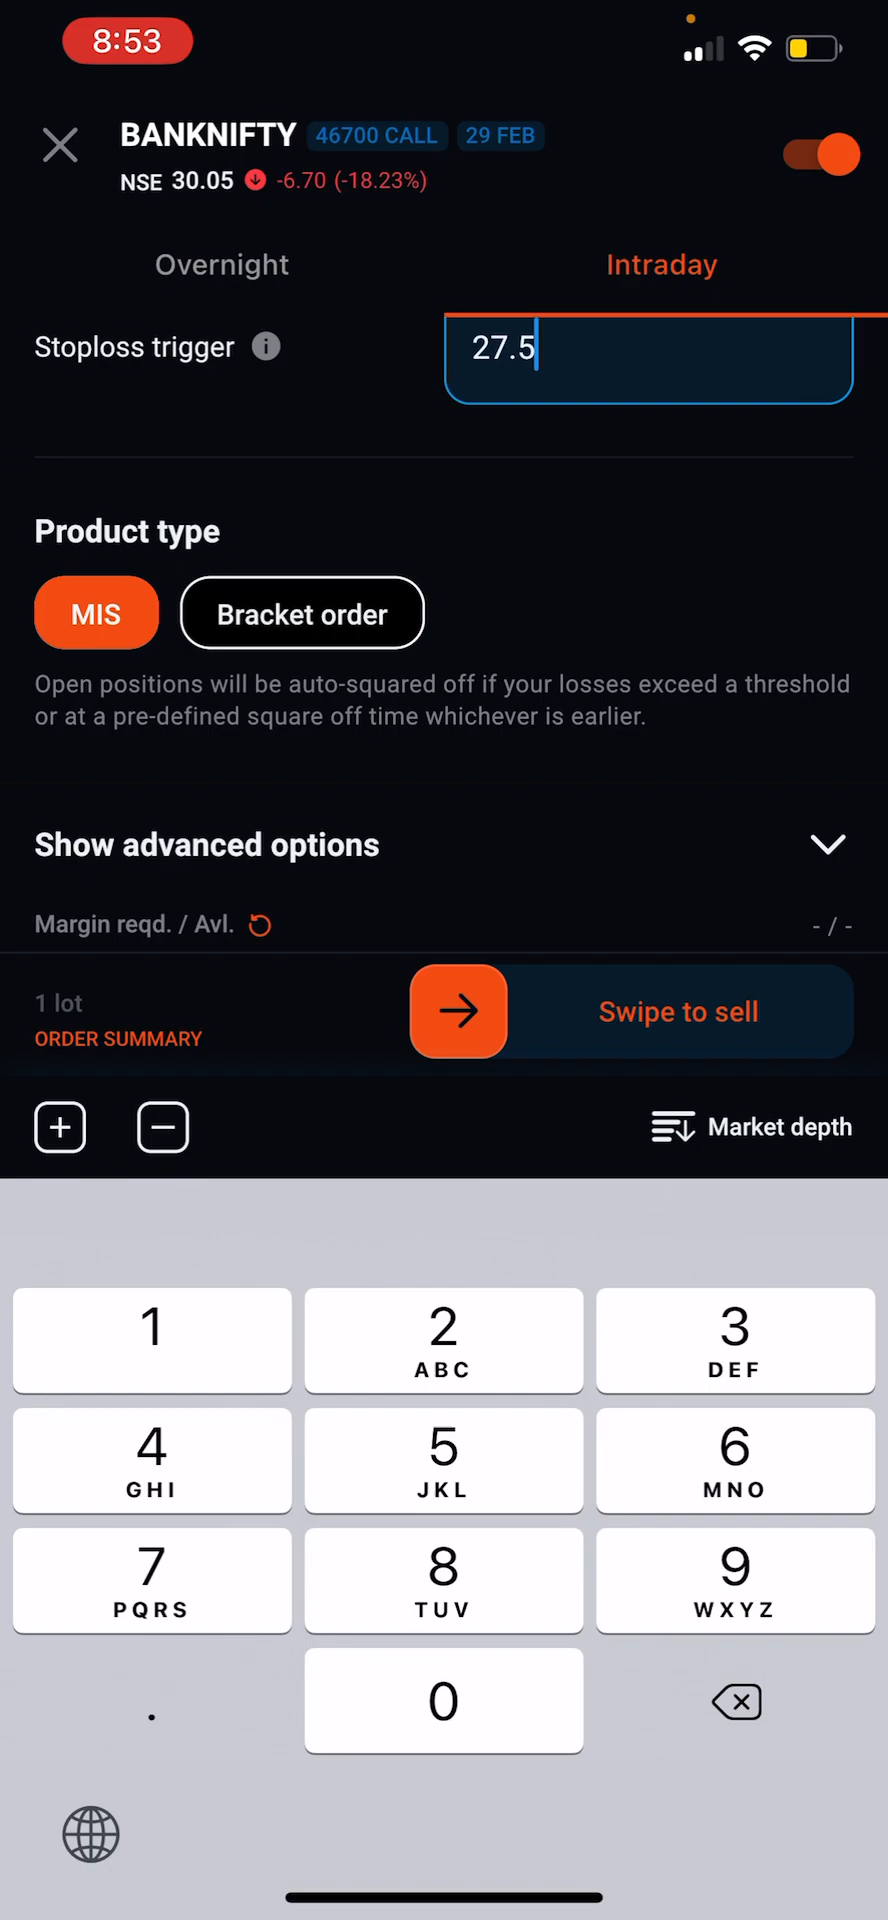 8:53
BANKNIFTY 46700 CALL 29 FEB
NSE 30.05 -6.70 (-18.23%)
Overnight Intraday
Stoploss trigger 27.5
Product type
MIS Bracket order
Open positions will be auto-squared off if your losses exceed a threshold
or at a pre-defined square off time whichever is earlier.
Show advanced options
Margin reqd. / Avl. - / -
1 lot
ORDER SUMMARY
Swipe to sell
Market depth
1 2 3
ABC DEF
4 5 6
GHI JKL MNO
7 8 9
PQRS TUV WXYZ
. 0